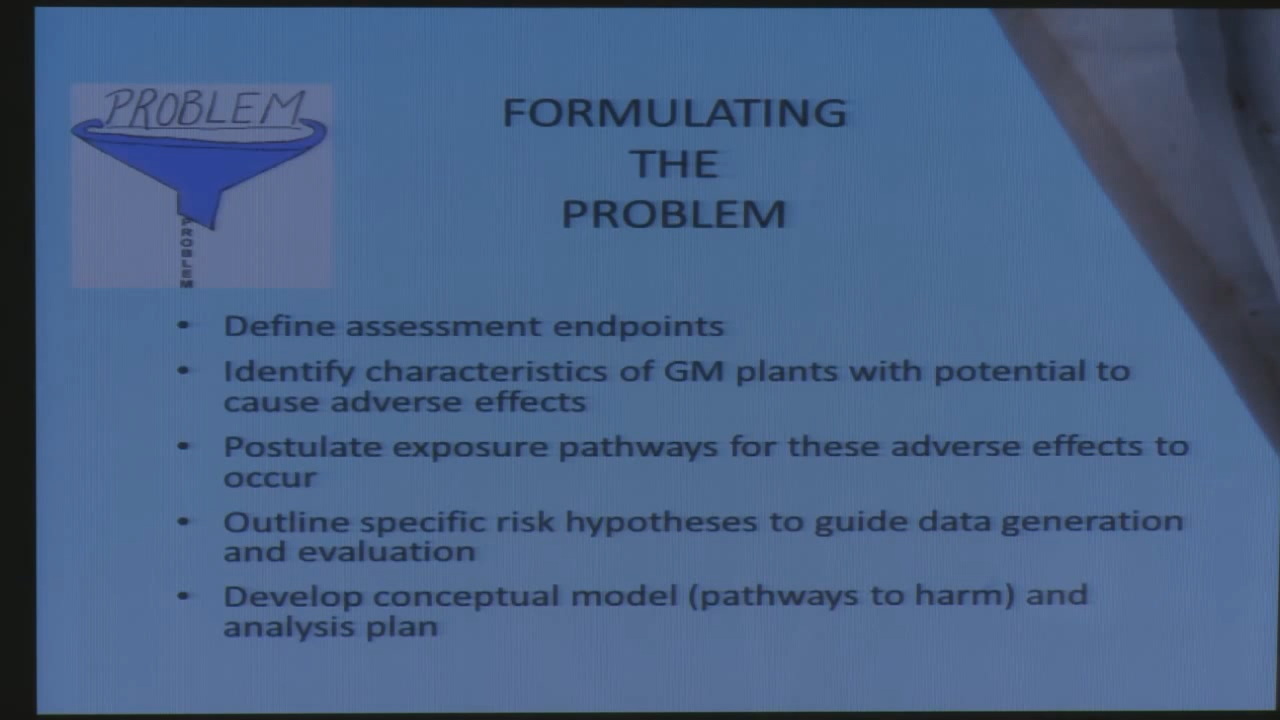 PROBLEM
PROBLEM
FORMULATING
THE
PROBLEM
• Define assessment endpoints
• Identify characteristics of GM plants with potential to
cause adverse effects
• Postulate exposure pathways for these adverse effects to
occur
• Outline specific risk hypotheses to guide data generation
and evaluation
• Develop conceptual model (pathways to harm) and
analysis plan